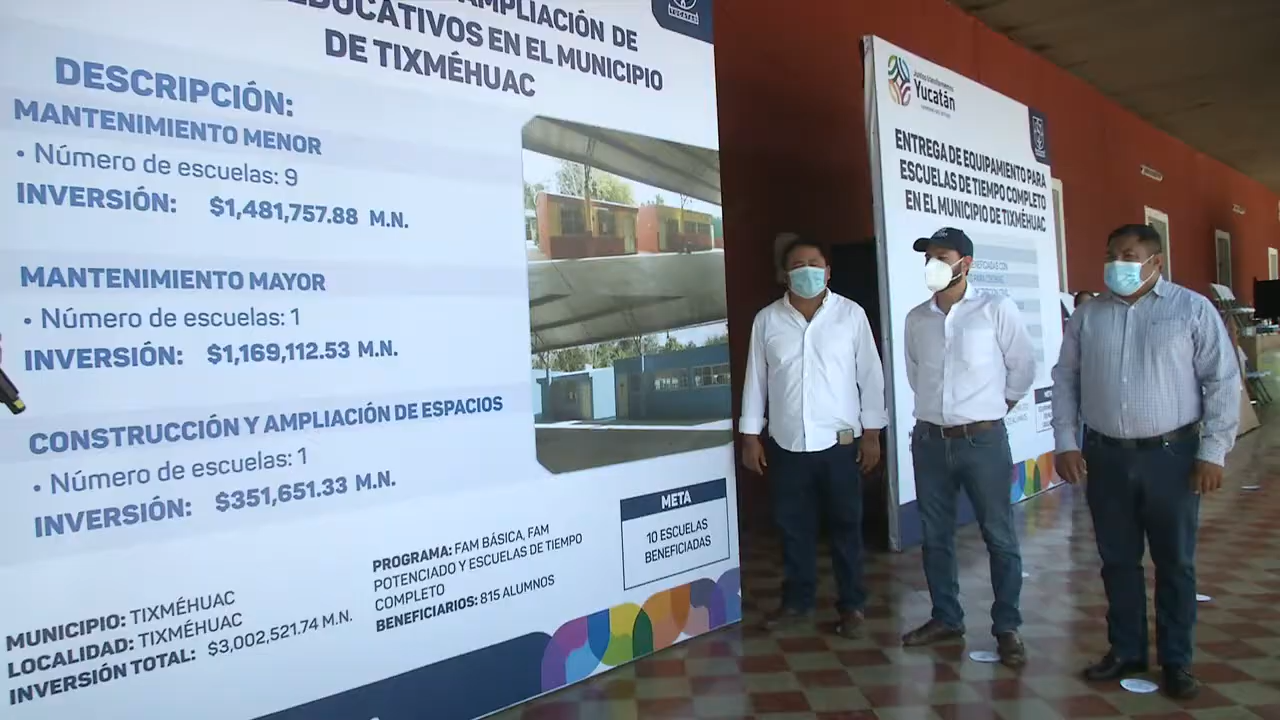 AMPLIACIÓN DE
EDUCATIVOS EN EL MUNICIPIO
DE TIXMÉHUAC
DESCRIPCIÓN:
MANTENIMIENTO MENOR
• Número de escuelas: 9
INVERSIÓN: $1,481,757.88 M.N.
MANTENIMIENTO MAYOR
• Número de escuelas: 1
INVERSIÓN: $1,169,112.53 M.N.
CONSTRUCCIÓN Y AMPLIACIÓN DE ESPACIOS
• Número de escuelas: 1
INVERSIÓN: $351,651.33 M.N.
MUNICIPIO: TIXMÉHUAC
LOCALIDAD: TIXMÉHUAC
INVERSIÓN TOTAL: $3,002,521.74 M.N.
PROGRAMA: FAM BÁSICA, FAM
POTENCIADO Y ESCUELAS DE TIEMPO
COMPLETO
BENEFICIARIOS: 815 ALUMNOS
META
10 ESCUELAS
BENEFICIADAS
Juntos transformemos
Yucatán
ENTREGA DE EQUIPAMIENTO PARA
ESCUELAS DE TIEMPO COMPLETO
EN EL MUNICIPIO DE TIXMÉHUAC